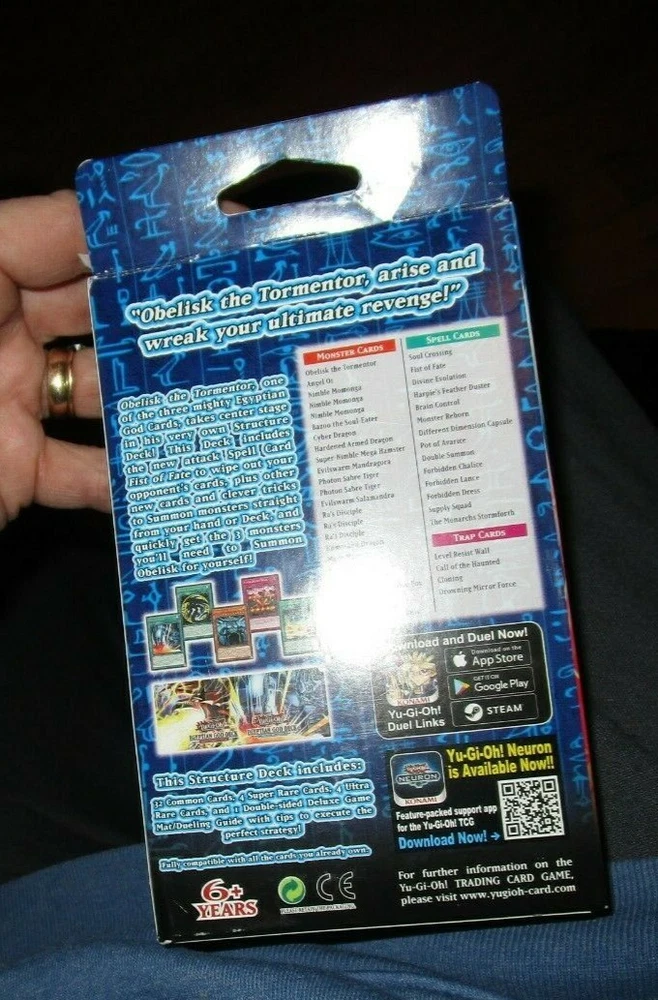 "Obelisk the Tormentor, arise and
wreak your ultimate revenge!"
Obelisk the Tormentor, one
of the three mighty Egyptian
God Cards, takes center stage
in his very own Structure
Deck! This Deck includes
the new attack Spell Card
Fist of Fate to wipe out your
opponent's cards, plus other
new cards and clever tricks
to Summon monsters straight
from your hand or Deck, and
quickly get the 3 monsters
you'll need to Summon
Obelisk for yourself!
MONSTER CARDS
Obelisk the Tormentor
Angel O1
Nimble Momonga
Nimble Momonga
Nimble Momonga
Bazoo the Soul-Eater
Cyber Dragon
Hardened Armed Dragon
Super-Nimble Mega Hamster
Evilswarm Mandragora
Photon Sabre Tiger
Photon Sabre Tiger
Evilswarm Salamandra
Ra's Disciple
Ra's Disciple
Ra's Disciple
SPELL CARDS
Soul Crossing
Fist of Fate
Divine Evolution
Harpie's Feather Duster
Brain Control
Monster Reborn
Different Dimension Capsule
Pot of Avarice
Double Summon
Forbidden Chalice
Forbidden Lance
Forbidden Dress
Supply Squad
The Monarchs Stormforth
TRAP CARDS
Level Resist Wall
Call of the Haunted
Cloning
Drowning Mirror Force
EGYPTIAN GOD DECK
EGYPTIAN GOD DECK
This Structure Deck includes:
32 Common Cards, 4 Super Rare Cards, 4 Ultra
Rare Cards, and 1 Double-sided Deluxe Game
Mat/Dueling Guide with tips to execute the
perfect strategy!
Fully compatible with all the cards you already own.
6+
YEARS
CE
and Duel Now!
KONAMI
Yu-Gi-Oh!
Duel Links
Download on the
App Store
GET IT ON
Google Play
STEAM
NEURON
KONAMI
Yu-Gi-Oh! Neuron
is Available Now!!
Feature-packed support app
for the Yu-Gi-Oh! TCG
Download Now! →
For further information on the
Yu-Gi-Oh! TRADING CARD GAME,
please visit www.yugioh-card.com